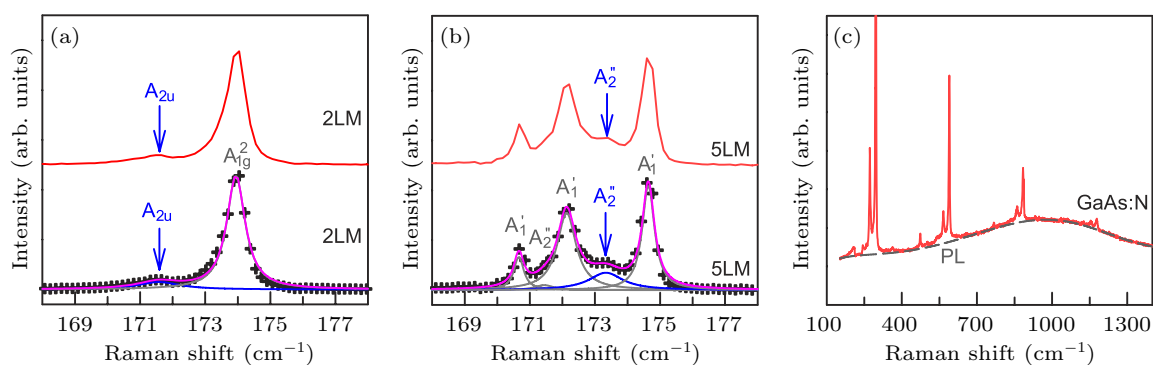 (a)
Intensity (arb. units)
A2u
2LM
A²1g
A2u
2LM
169 171 173 175 177
Raman shift (cm⁻¹)
(b)
Intensity (arb. units)
A2''
5LM
A1' A2'' A1' A2'' A1'
5LM
169 171 173 175 177
Raman shift (cm⁻¹)
(c)
Intensity (arb. units)
GaAs:N
PL
100 400 700 1000 1300
Raman shift (cm⁻¹)